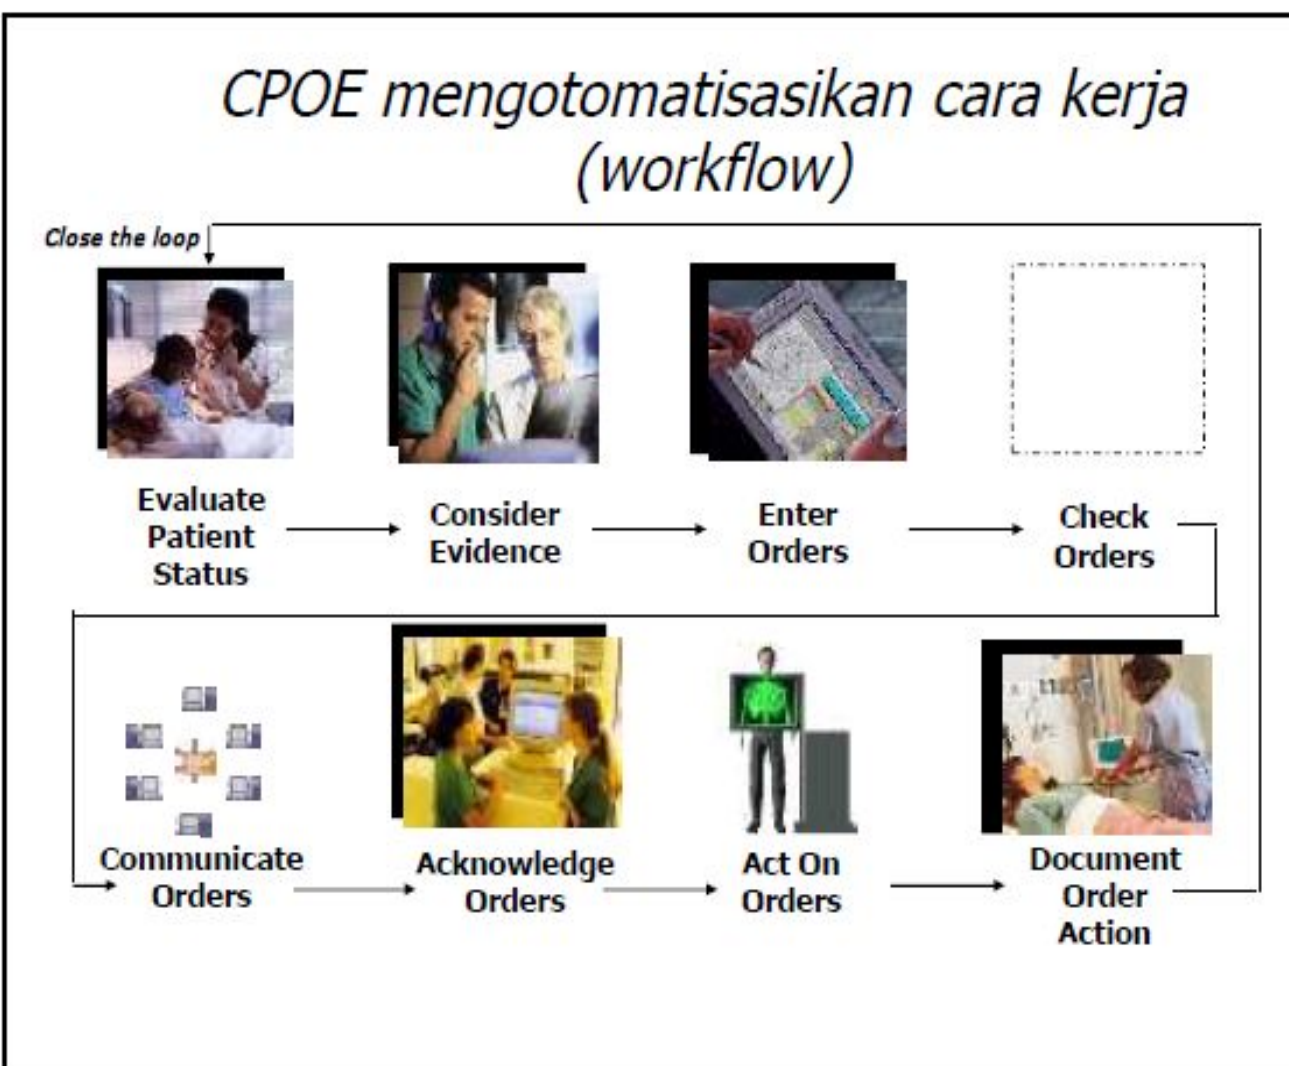 CPOE mengotomatisasikan cara kerja
(workflow)
Close the loop
Evaluate
Patient
Status
Consider
Evidence
Enter
Orders
Check
Orders
Communicate
Orders
Acknowledge
Orders
Act On
Orders
Document
Order
Action